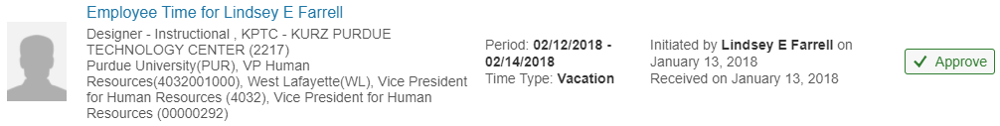 Employee Time for Lindsey E Farrell
Designer - Instructional , KPTC - KURZ PURDUE
TECHNOLOGY CENTER (2217)
Purdue University(PUR), VP Human
Resources(4032001000), West Lafayette(WL), Vice President
for Human Resources (4032), Vice President for Human
Resources (00000292)
Period: 02/12/2018 -
02/14/2018
Time Type: Vacation
Initiated by Lindsey E Farrell on
January 13, 2018
Received on January 13, 2018
Approve